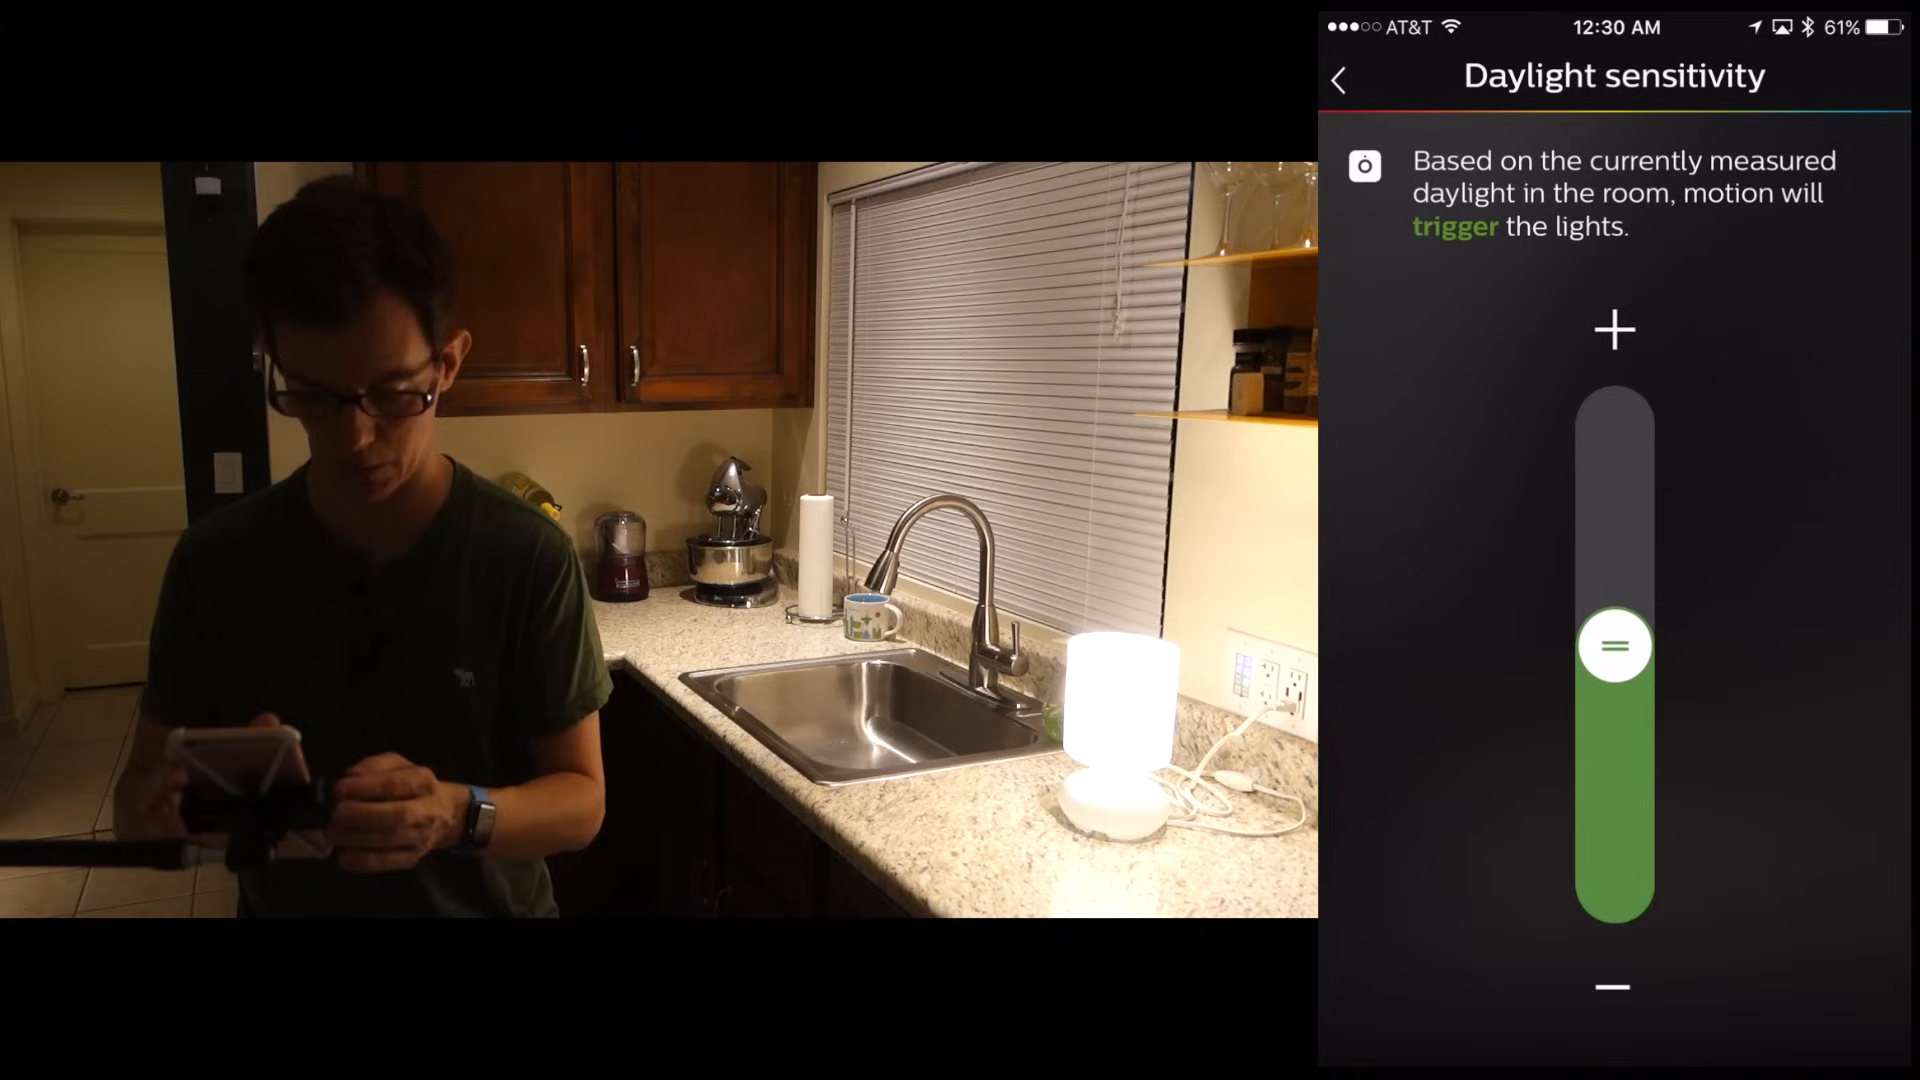 AT&T 12:30 AM 61%
Daylight sensitivity
Based on the currently measured
daylight in the room, motion will
trigger the lights.